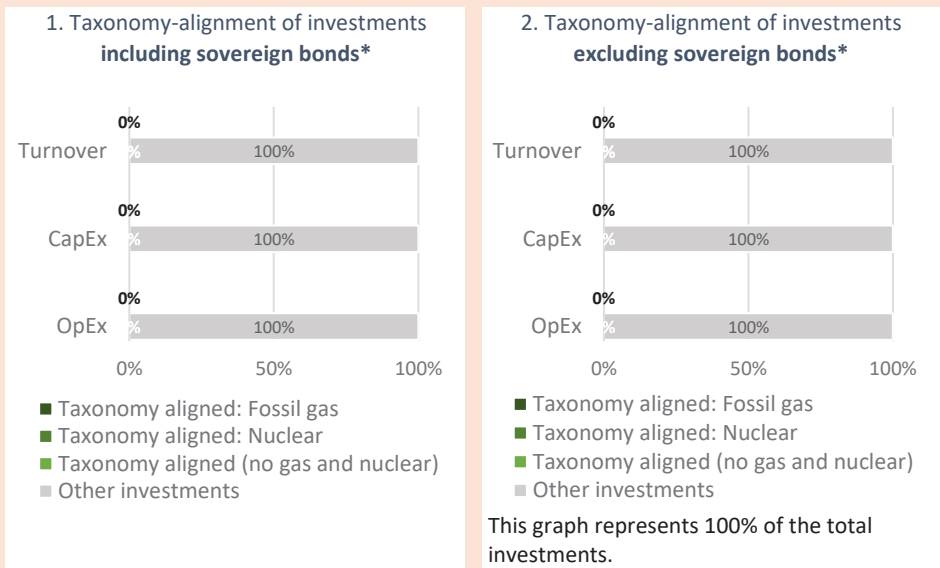 1. Taxonomy-alignment of investments
including sovereign bonds*
0%
Turnover
%
100%
0%
CapEx
%
100%
0%
OpEx
%
100%
0%
50%
100%
Taxonomy aligned: Fossil gas
Taxonomy aligned: Nuclear
Taxonomy aligned (no gas and nuclear)
Other investments
2. Taxonomy-alignment of investments
excluding sovereign bonds*
0%
Turnover
%
100%
0%
CapEx
%
100%
0%
OpEx
%
100%
0%
50%
100%
Taxonomy aligned: Fossil gas
Taxonomy aligned: Nuclear
Taxonomy aligned (no gas and nuclear)
Other investments
This graph represents 100% of the total
investments.